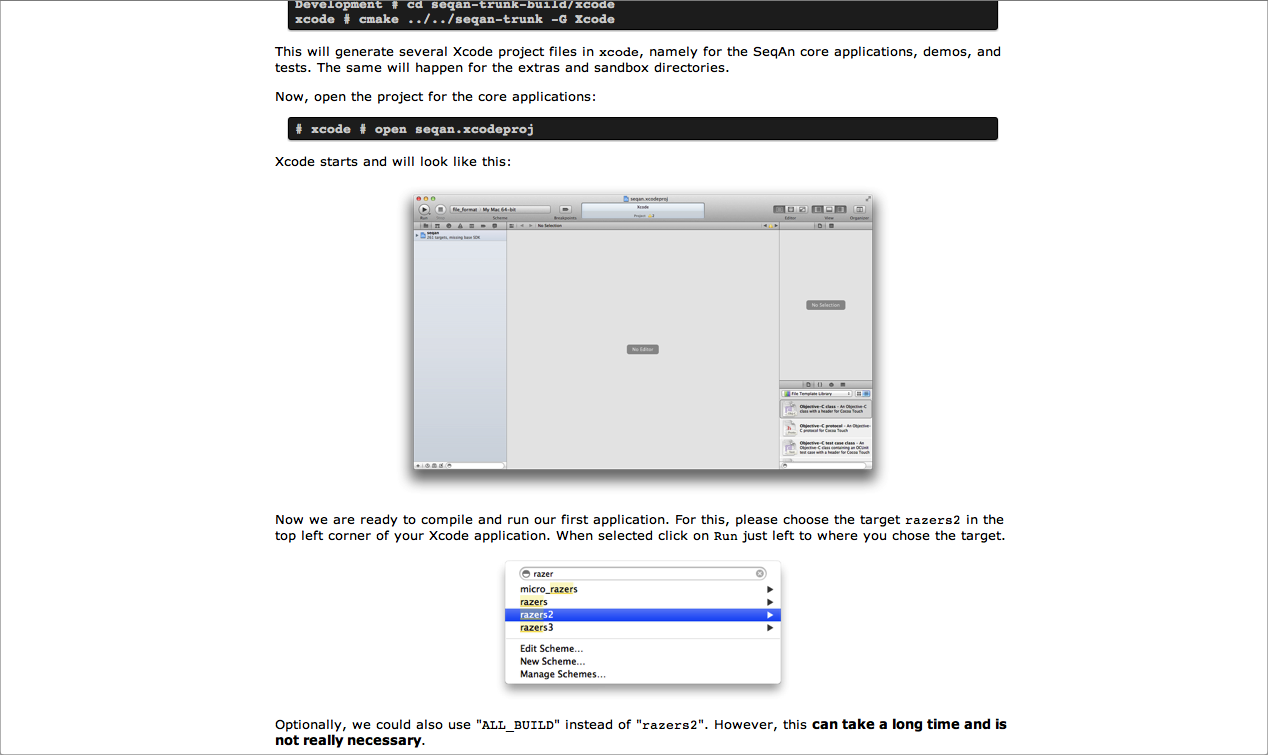 Development # cd seqan-trunk-build/xcode
xcode # cmake ../../seqan-trunk -G Xcode
This will generate several Xcode project files in xcode, namely for the SeqAn core applications, demos, and
tests. The same will happen for the extras and sandbox directories.
Now, open the project for the core applications:
# xcode # open seqan.xcodeproj
Xcode starts and will look like this:
seqan.xcodeproj
file_format My Mac 64-bit
Xcode
Project
Run
Scheme
Breakpoints
Editor
View
Organizer
No Selection
seqan
202 targets, missing base SDK
No Selection
No Editor
File Template Library
Objective-C class - An Objective-C
class with a header for Cocoa Touch
Objective-C protocol - An Objective-
C protocol for Cocoa Touch
Objective-C test case class - An
Objective-C class containing an OCUnit
test case with a header for Cocoa Touch
Now we are ready to compile and run our first application. For this, please choose the target razers2 in the
top left corner of your Xcode application. When selected click on Run just left to where you chose the target.
razer
micro_razers
razers
razers2
razers3
Edit Scheme...
New Scheme...
Manage Schemes...
Optionally, we could also use "ALL_BUILD" instead of "razers2". However, this can take a long time and is
not really necessary.